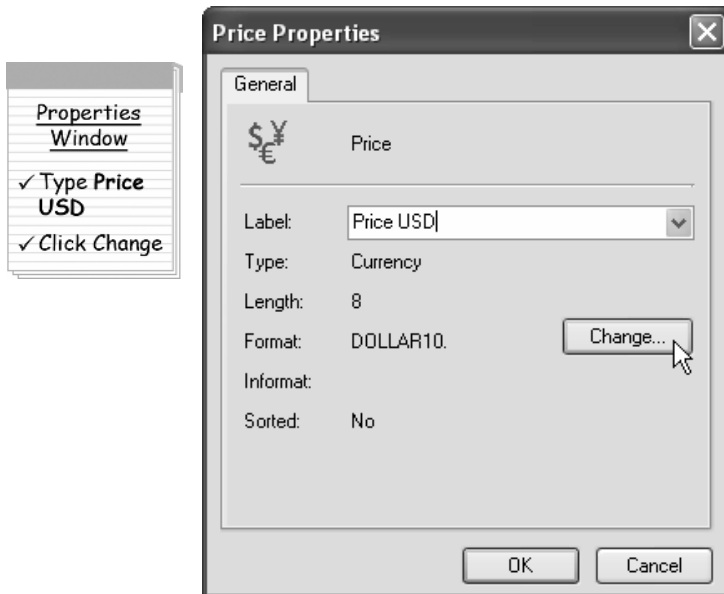 Properties
Window
✓ Type Price
USD
✓ Click Change
Price Properties
General
$€¥
Price
Label: Price USD
Type: Currency
Length: 8
Format: DOLLAR10. Change...
Informat:
Sorted: No
OK Cancel